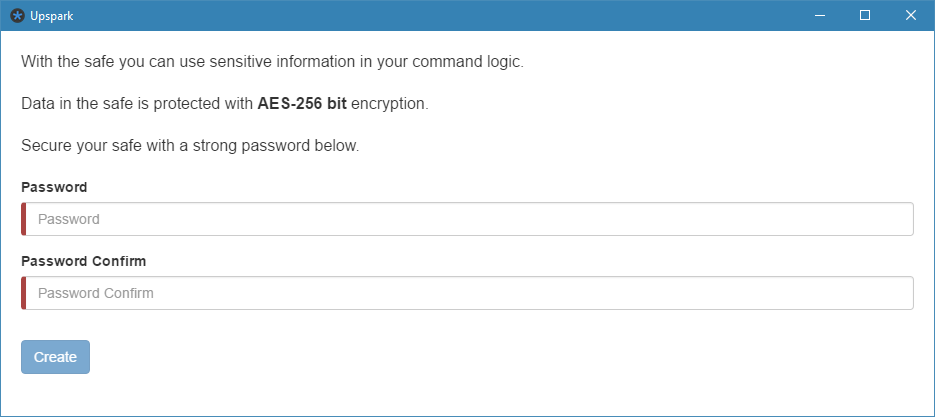 Upspark
With the safe you can use sensitive information in your command logic.
Data in the safe is protected with AES-256 bit encryption.
Secure your safe with a strong password below.
Password
Password
Password Confirm
Password Confirm
Create